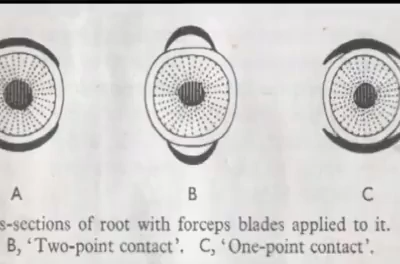 A B C
s-sections of root with forceps blades applied to it.
B, 'Two-point contact'. C, 'One-point contact'.